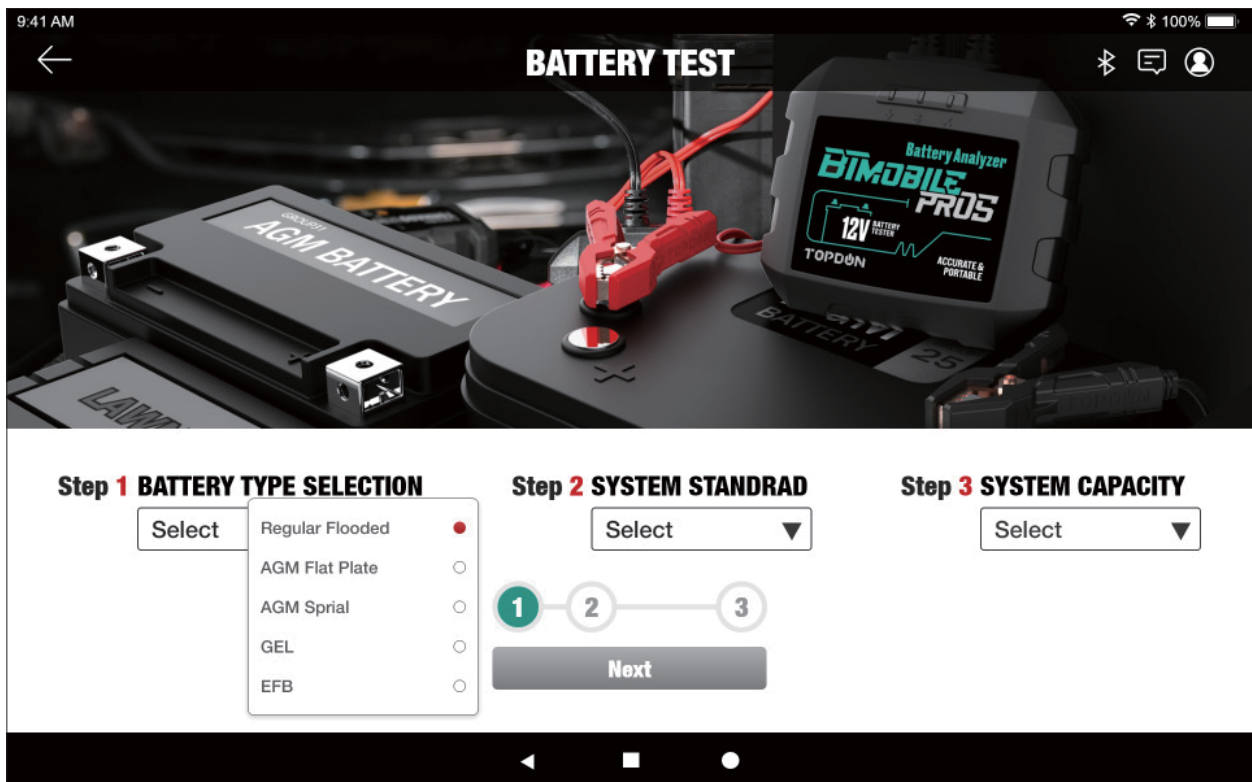 9:41 AM
100%
BATTERY TEST
GROUP31
AGM BATTERY
LAWN
Battery Analyzer
BTMOBILE
PROS
12V BATTERY TESTER
TOPDON
ACCURATE &
PORTABLE
BATTERY
25
Step 1 BATTERY TYPE SELECTION
Select
Regular Flooded
AGM Flat Plate
AGM Sprial
GEL
EFB
Step 2 SYSTEM STANDRAD
Select
Step 3 SYSTEM CAPACITY
Select
1 2 3
Next